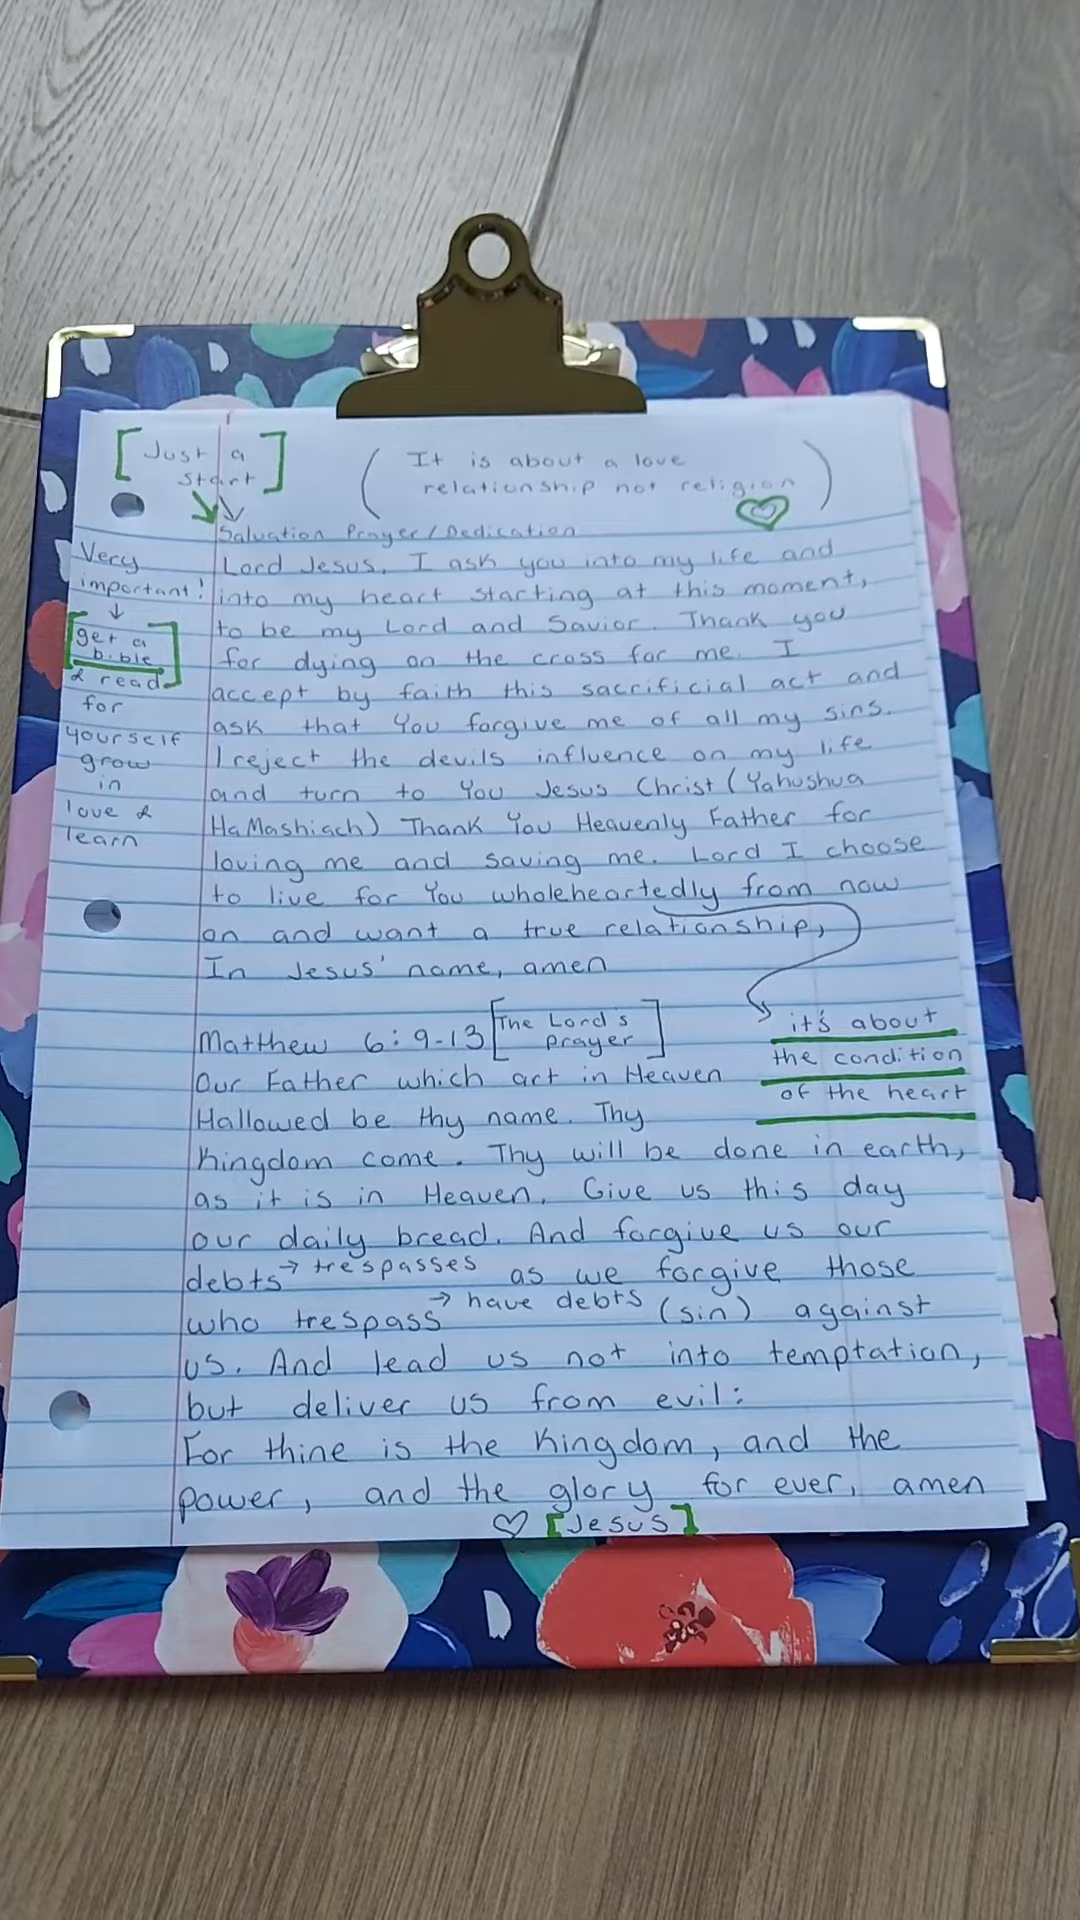 [Just a
start]
(It is about a love
relationship not religion)
Salvation Prayer/Dedication
Very
important!
get a
bible
& read
for
yourself
grow
in
love &
learn
Lord Jesus, I ask you into my life and
into my heart starting at this moment,
to be my Lord and Savior. Thank you
for dying on the cross for me. I
accept by faith this sacrificial act and
ask that You forgive me of all my sins.
I reject the devils influence on my life
and turn to You Jesus Christ (Yahushua
HaMashiach) Thank You Heavenly Father for
loving me and saving me. Lord I choose
to live for You wholeheartedly from now
on and want a true relationship,
In Jesus' name, amen
it's about
the condition
of the heart
Matthew 6:9-13 [The Lord's
prayer]
Our Father which art in Heaven
Hallowed be thy name. Thy
Kingdom come. Thy will be done in earth,
as it is in Heaven. Give us this day
our daily bread. And forgive us our
debts → trespasses as we forgive those
who trespass → have debts (sin) against
us. And lead us not into temptation,
but deliver us from evil:
For thine is the Kingdom, and the
power, and the glory for ever, amen
♡ [Jesus]